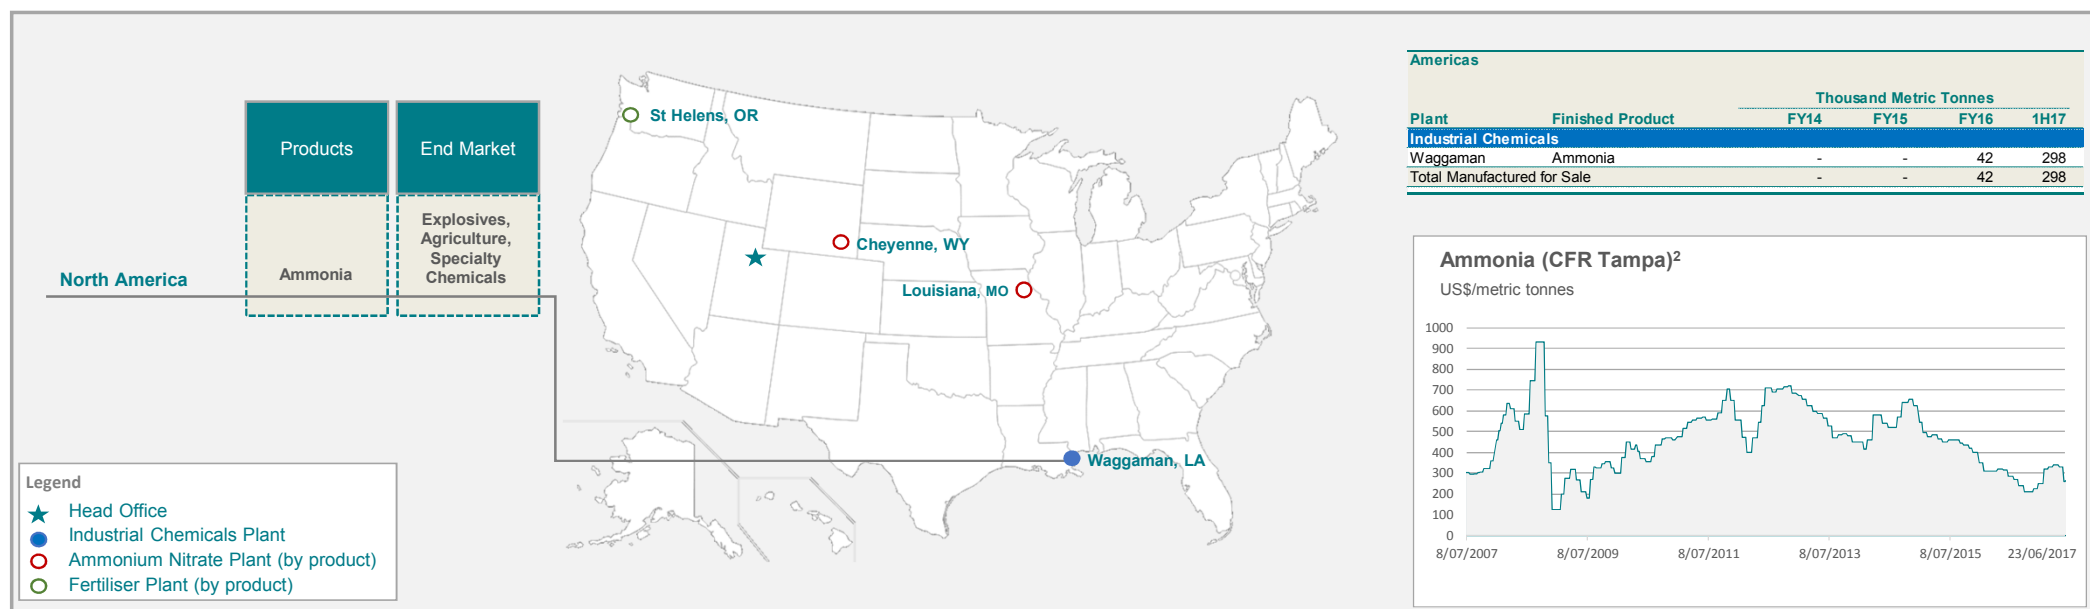 North America
Products
End Market
Ammonia
Explosives,
Agriculture,
Specialty
Chemicals
St Helens, OR
Cheyenne, WY
Louisiana, MO
Waggaman, LA
Legend
Head Office
Industrial Chemicals Plant
Ammonium Nitrate Plant (by product)
Fertiliser Plant (by product)
Americas
Thousand Metric Tonnes
Plant Finished Product FY14 FY15 FY16 1H17
Industrial Chemicals
Waggaman Ammonia - - 42 298
Total Manufactured for Sale - - 42 298
Ammonia (CFR Tampa)2
US$/metric tonnes
1000
900
800
700
600
500
400
300
200
100
0
8/07/2007 8/07/2009 8/07/2011 8/07/2013 8/07/2015 23/06/2017